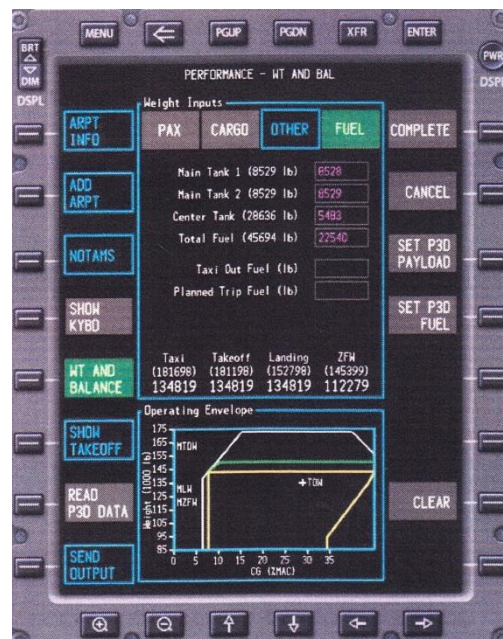 MENU
PGUP
PGDN
XFR
ENTER
BRT
DIM
DSPL
PWR
DSPL
PERFORMANCE - WT AND BAL
Weight Inputs
ARPT
INFO
PAX
CARGO
OTHER
FUEL
COMPLETE
Main Tank 1 (8529 lb) 8528
Main Tank 2 (8529 lb) 8529
Center Tank (28636 lb) 5483
Total Fuel (45694 lb) 22540
Taxi Out Fuel (lb)
Planned Trip Fuel (lb)
ADD
ARPT
CANCEL
NOTAMS
SET P3D
PAYLOAD
SHOW
KYBD
SET P3D
FUEL
WT AND
BALANCE
Taxi Takeoff Landing ZFW
(181698) (181198) (152798) (145399)
134819 134819 134819 112279
Operating Envelope
SHOW
TAKEOFF
READ
P3D DATA
CLEAR
SEND
OUTPUT
Weight (1000 lb)
175
165
155
145
135
125
115
105
95
85
MTOW
MLW
MZFW
TOW
0 5 10 15 20 25 30 35
CG (%MAC)